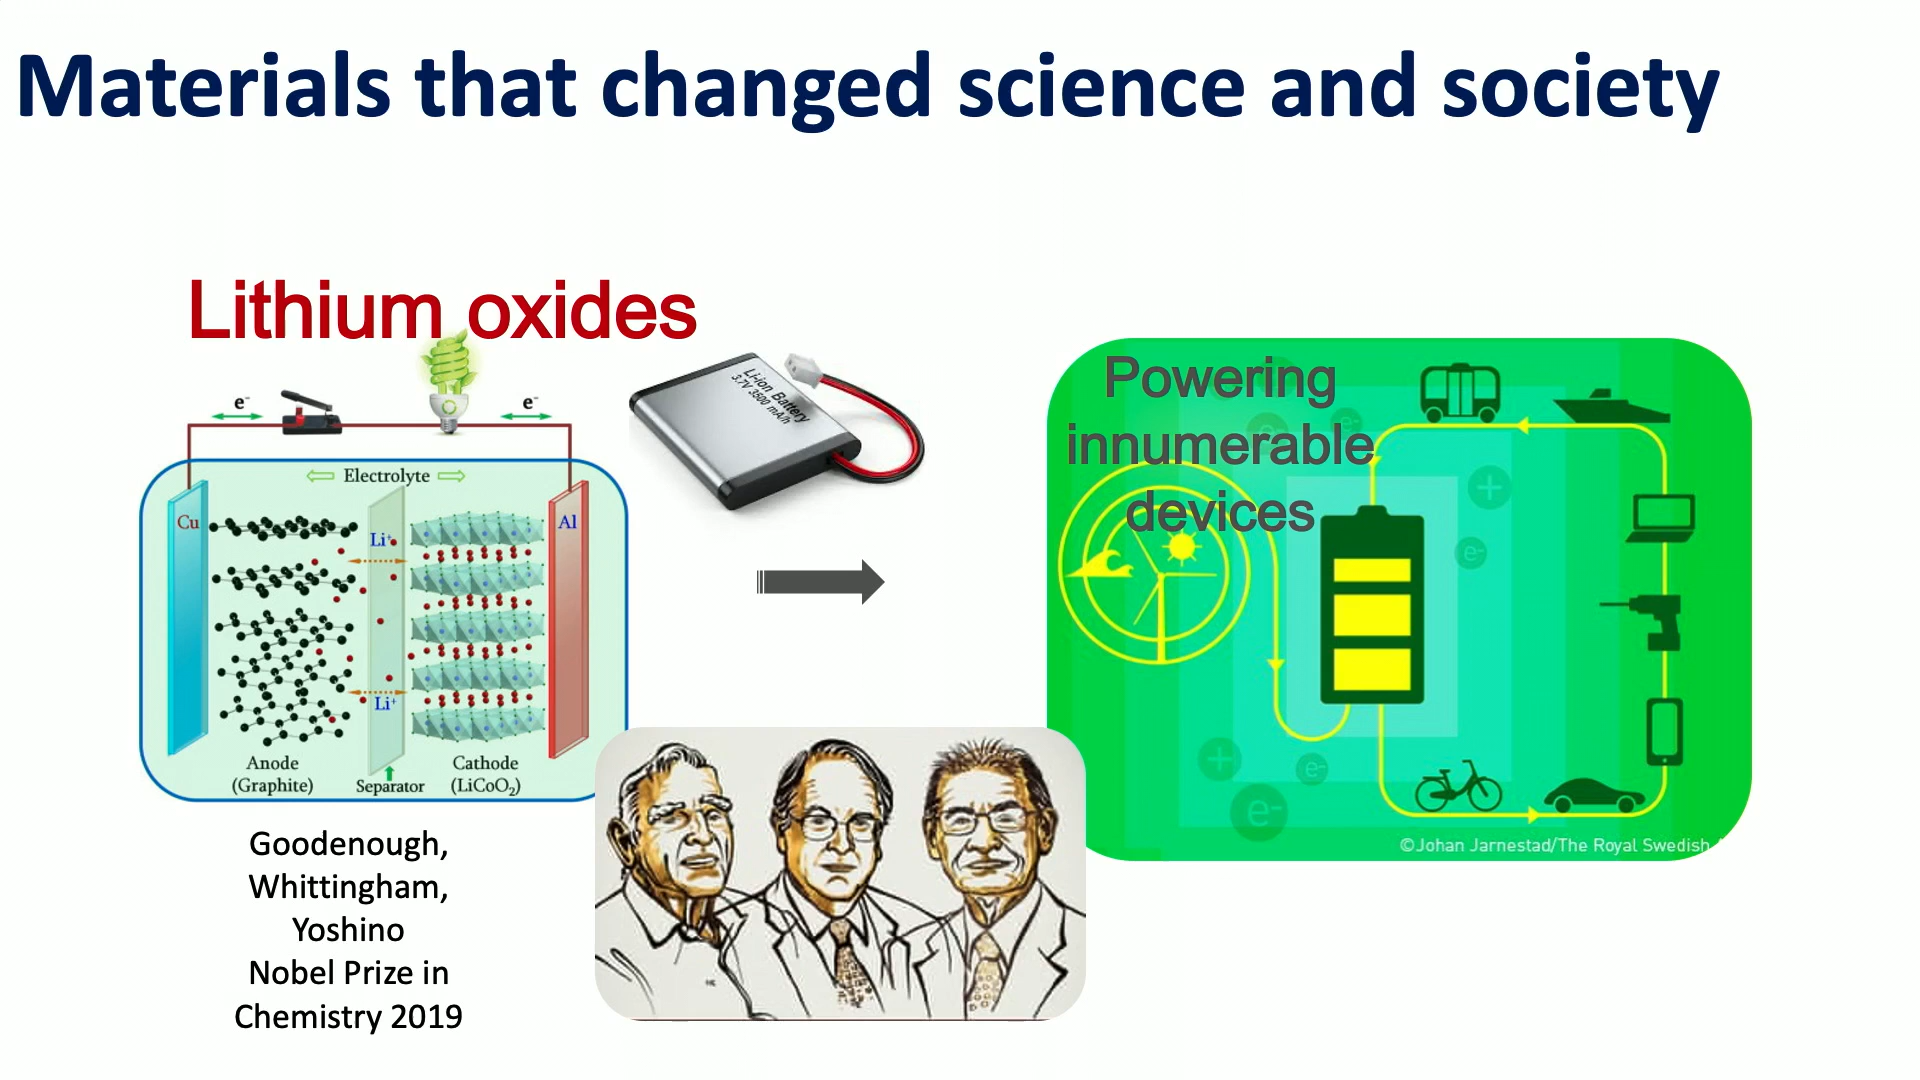 Materials that changed science and society
Lithium oxides
e⁻
e⁻
Electrolyte
Cu
Li⁺
Al
Li⁺
Anode
(Graphite)
Separator
Cathode
(LiCoO₂)
Li-ion Battery
3.7V 3500 mA/h
Powering
innumerable
devices
e⁻
e⁻
+
e⁻
+
e⁻
e⁻
©Johan Jarnestad/The Royal Swedish
Goodenough,
Whittingham,
Yoshino
Nobel Prize in
Chemistry 2019